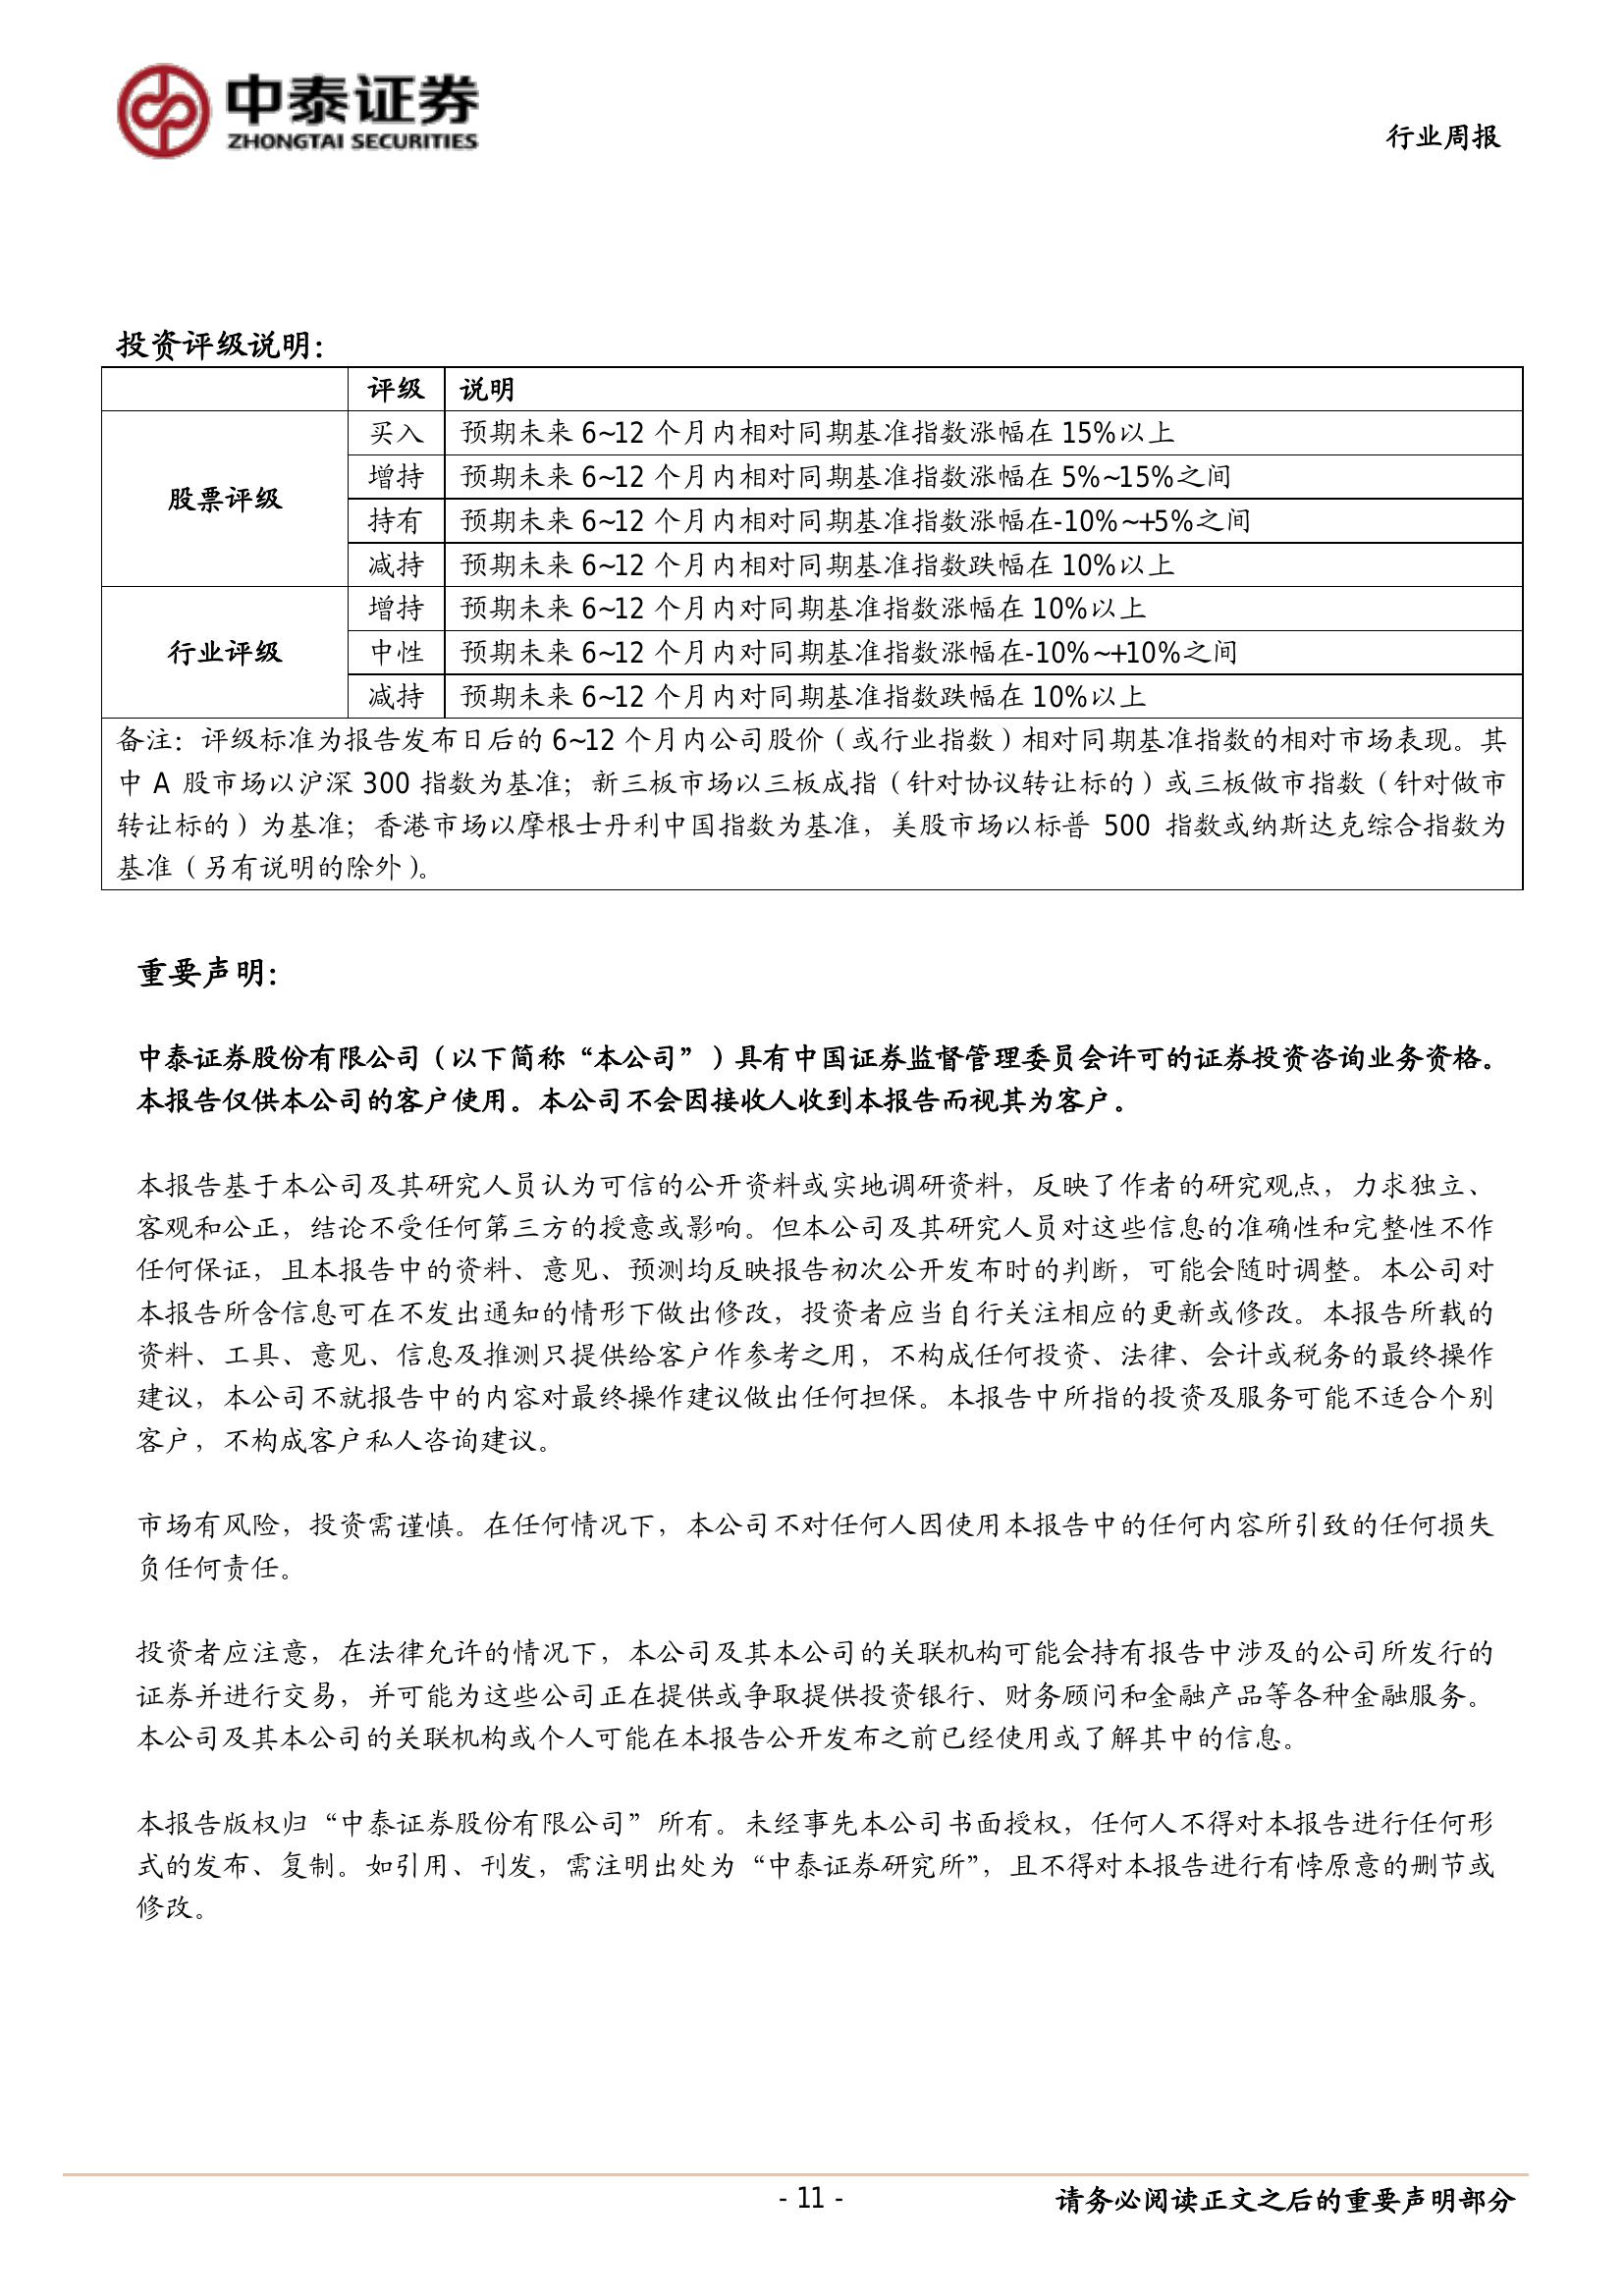 中泰证券
ZHONGTAI SECURITIES
行业周报
投资评级说明：
评级 说明
股票评级
买入 预期未来 6~12 个月内相对同期基准指数涨幅在 15%以上
增持 预期未来 6~12 个月内相对同期基准指数涨幅在 5%~15%之间
持有 预期未来 6~12 个月内相对同期基准指数涨幅在-10%~+5%之间
减持 预期未来 6~12 个月内相对同期基准指数跌幅在 10%以上
行业评级
增持 预期未来 6~12 个月内对同期基准指数涨幅在 10%以上
中性 预期未来 6~12 个月内对同期基准指数涨幅在-10%~+10%之间
减持 预期未来 6~12 个月内对同期基准指数跌幅在 10%以上
备注：评级标准为报告发布日后的 6~12 个月内公司股价（或行业指数）相对同期基准指数的相对市场表现。其
中 A 股市场以沪深 300 指数为基准；新三板市场以三板成指（针对协议转让标的）或三板做市指数（针对做市
转让标的）为基准；香港市场以摩根士丹利中国指数为基准，美股市场以标普 500 指数或纳斯达克综合指数为
基准（另有说明的除外）。
重要声明：
中泰证券股份有限公司（以下简称“本公司”）具有中国证券监督管理委员会许可的证券投资咨询业务资格。
本报告仅供本公司的客户使用。本公司不会因接收人收到本报告而视其为客户。
本报告基于本公司及其研究人员认为可信的公开资料或实地调研资料，反映了作者的研究观点，力求独立、
客观和公正，结论不受任何第三方的授意或影响。但本公司及其研究人员对这些信息的准确性和完整性不作
任何保证，且本报告中的资料、意见、预测均反映报告初次公开发布时的判断，可能会随时调整。本公司对
本报告所含信息可在不发出通知的情形下做出修改，投资者应当自行关注相应的更新或修改。本报告所载的
资料、工具、意见、信息及推测只提供给客户作参考之用，不构成任何投资、法律、会计或税务的最终操作
建议，本公司不就报告中的内容对最终操作建议做出任何担保。本报告中所指的投资及服务可能不适合个别
客户，不构成客户私人咨询建议。
市场有风险，投资需谨慎。在任何情况下，本公司不对任何人因使用本报告中的任何内容所引致的任何损失
负任何责任。
投资者应注意，在法律允许的情况下，本公司及其本公司的关联机构可能会持有报告中涉及的公司所发行的
证券并进行交易，并可能为这些公司正在提供或争取提供投资银行、财务顾问和金融产品等各种金融服务。
本公司及其本公司的关联机构或个人可能在本报告公开发布之前已经使用或了解其中的信息。
本报告版权归“中泰证券股份有限公司”所有。未经事先本公司书面授权，任何人不得对本报告进行任何形
式的发布、复制。如引用、刊发，需注明出处为“中泰证券研究所”，且不得对本报告进行有悖原意的删节或
修改。
- 11 -
请务必阅读正文之后的重要声明部分